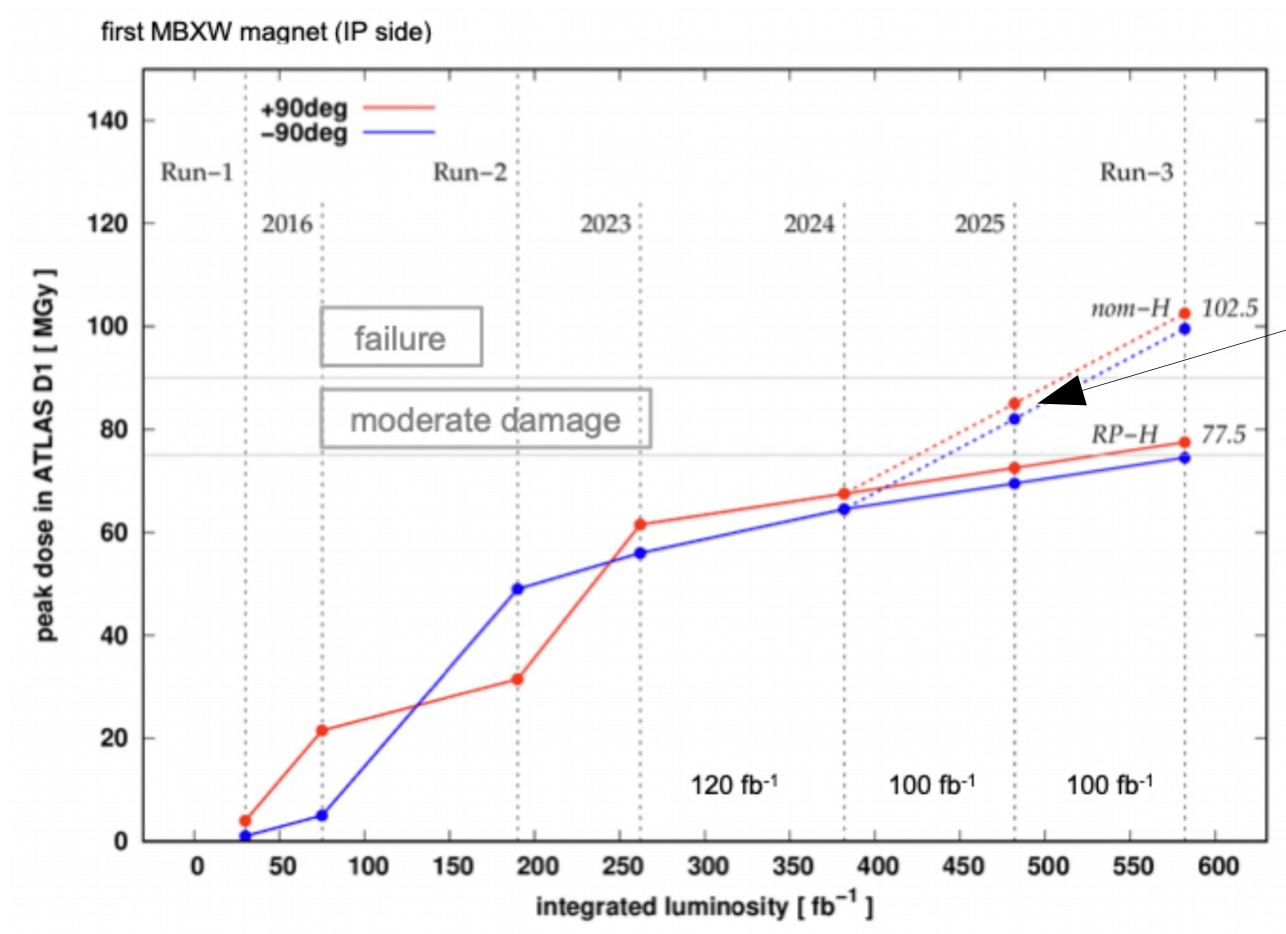 first MBXW magnet (IP side)
peak dose in ATLAS D1 [ MGy ]
140
120
100
80
60
40
20
0
+90deg
−90deg
Run−1
Run−2
Run−3
2016
2023
2024
2025
failure
moderate damage
nom−H 102.5
RP−H 77.5
120 fb-1
100 fb-1
100 fb-1
0 50 100 150 200 250 300 350 400 450 500 550 600
integrated luminosity [ fb−1 ]